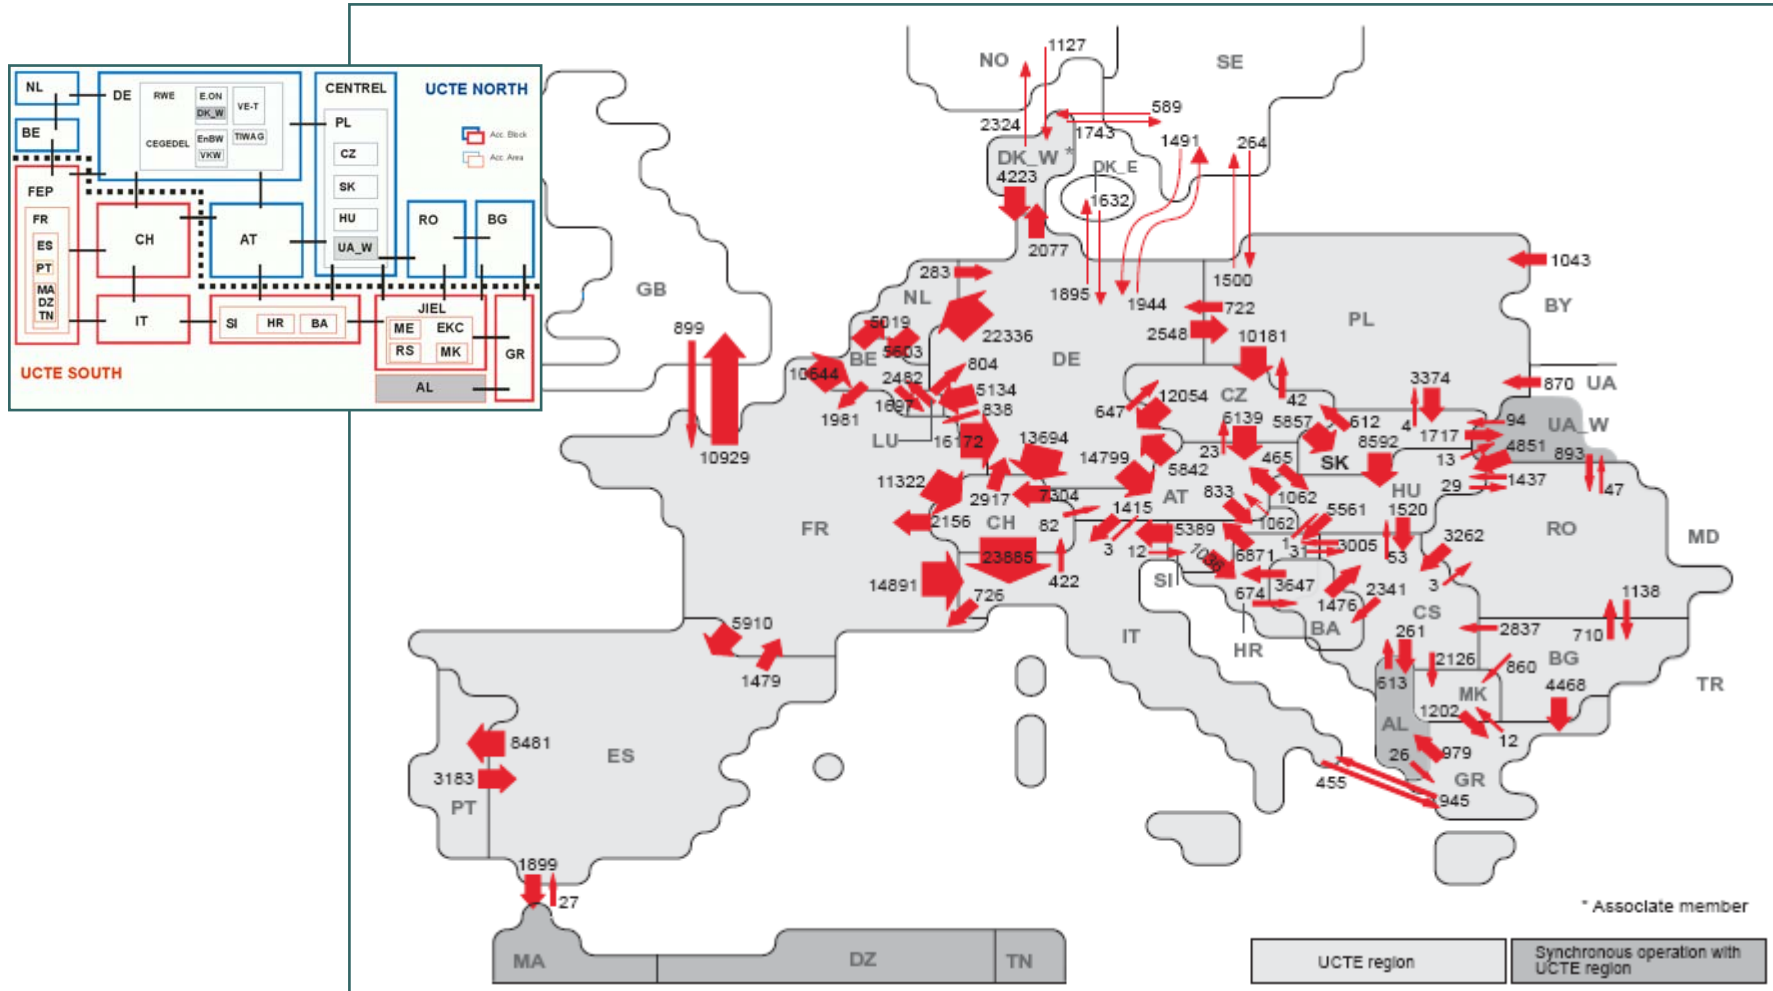 NL
DE
RWE
E.ON
DK_W
VE-T
CEGEDEL
EnBW
TIWAG
VKW
BE
CENTREL
PL
CZ
SK
HU
UA_W
UCTE NORTH
Acc. Block
Acc. Area
FEP
FR
ES
PT
MA
DZ
TN
CH
AT
RO
BG
IT
SI
HR
BA
JIEL
ME
EKC
RS
MK
GR
AL
UCTE SOUTH
NO
1127
SE
589
2324
1743
1491
264
DK_W *
DK_E
4223
1632
2077
1500
1043
283
1895
1944
GB
NL
722
BY
899
5019
22336
2548
10181
PL
5603
BE
DE
804
10644
2482
5134
3374
870
UA
12054
CZ
42
1981
1697
838
647
612
4
94
UA_W
6139
5857
1717
LU
16172
13694
8592
4851
10929
23
465
SK
13
893
14799
5842
11322
2917
7304
833
1062
HU
29
1437
47
AT
FR
2156
CH
82
1415
1062
5561
1520
RO
5389
3262
MD
3
12
1036
6871
1
31
3005
53
23885
14891
422
SI
3647
2341
3
726
674
1476
CS
1138
5910
IT
BA
261
2837
710
HR
2126
860
BG
1479
613
MK
4468
TR
1202
AL
12
8481
ES
26
979
3183
455
GR
PT
945
1899
27
MA
DZ
TN
* Associate member
UCTE region
Synchronous operation with
UCTE region